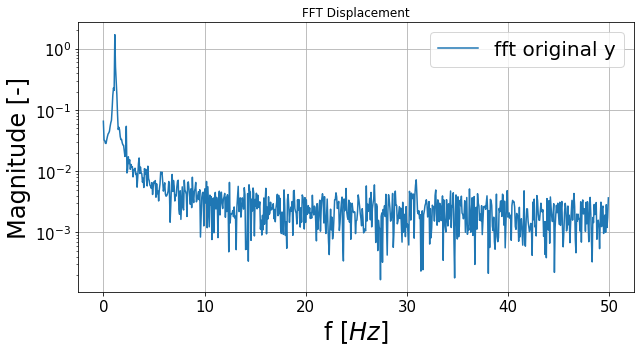 FFT Displacement
fft original y
Magnitude [-]
10⁰
10⁻¹
10⁻²
10⁻³
0 10 20 30 40 50
f [Hz]